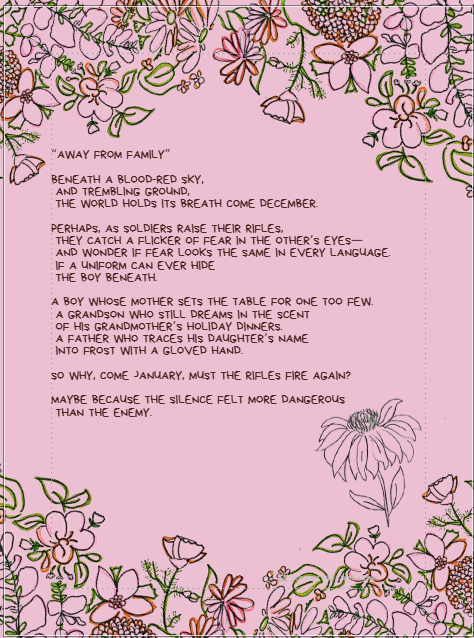 "AWAY FROM FAMILY"
BENEATH A BLOOD-RED SKY,
AND TREMBLING GROUND,
THE WORLD HOLDS ITS BREATH COME DECEMBER.
PERHAPS, AS SOLDIERS RAISE THEIR RIFLES,
THEY CATCH A FLICKER OF FEAR IN THE OTHER'S EYES—
AND WONDER IF FEAR LOOKS THE SAME IN EVERY LANGUAGE.
IF A UNIFORM CAN EVER HIDE
THE BOY BENEATH.
A BOY WHOSE MOTHER SETS THE TABLE FOR ONE TOO FEW.
A GRANDSON WHO STILL DREAMS IN THE SCENT
OF HIS GRANDMOTHER'S HOLIDAY DINNERS.
A FATHER WHO TRACES HIS DAUGHTER'S NAME
INTO FROST WITH A GLOVED HAND.
SO WHY, COME JANUARY, MUST THE RIFLES FIRE AGAIN?
MAYBE BECAUSE THE SILENCE FELT MORE DANGEROUS
THAN THE ENEMY.